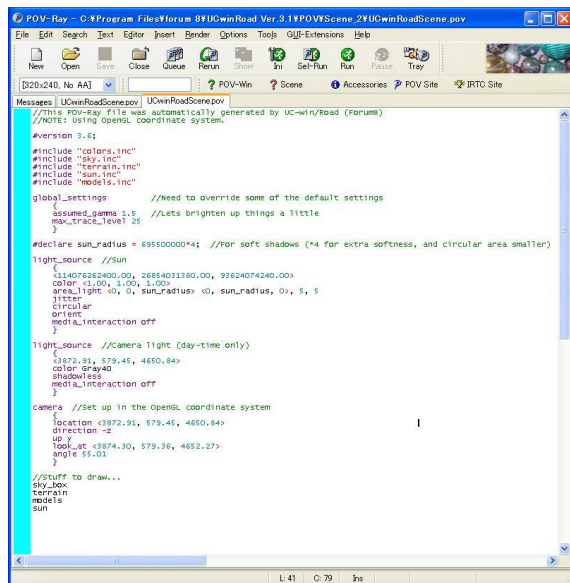 POV-Ray - C:¥Program Files¥forum 8¥UCwinRoad Ver.3.1¥POV¥Scene_2¥UCwinRoadScene.pov
File Edit Search Text Editor Insert Render Options Tools GUI-Extensions Help
New Open Save Close Queue Rerun Show Ini Sel-Run Run Pause Tray
[320x240, No AA] POV-Win Scene Accessories POV Site IRTC Site
Messages UCwinRoadScene.pov UCwinRoadScene.pov
//This POV-Ray file was automatically generated by UC-win/Road (Forum8)
//NOTE: Using OpenGL coordinate system.
#version 3.6;
#include "colors.inc"
#include "sky.inc"
#include "terrain.inc"
#include "sun.inc"
#include "models.inc"
global_settings //Need to override some of the default settings
{
assumed_gamma 1.5 //Lets brighten up things a little
max_trace_level 25
}
#declare sun_radius = 695500000*4; //For soft shadows (*4 for extra softness, and circular area smaller)
light_source //Sun
{
<114076262400.00, 26854031360.00, 93624074240.00>
color <1.00, 1.00, 1.00>
area_light <0, 0, sun_radius> <0, sun_radius, 0>, 5, 5
jitter
circular
orient
media_interaction off
}
light_source //Camera light (day-time only)
{
<3872.91, 579.45, 4650.84>
color Gray40
shadowless
media_interaction off
}
camera //Set up in the OpenGL coordinate system
{
location <3872.91, 579.45, 4650.84>
direction -z
up y
look_at <3874.30, 579.36, 4652.27>
angle 55.01
}
//Stuff to draw...
sky_box
terrain
models
sun
L: 41 C: 79 Ins